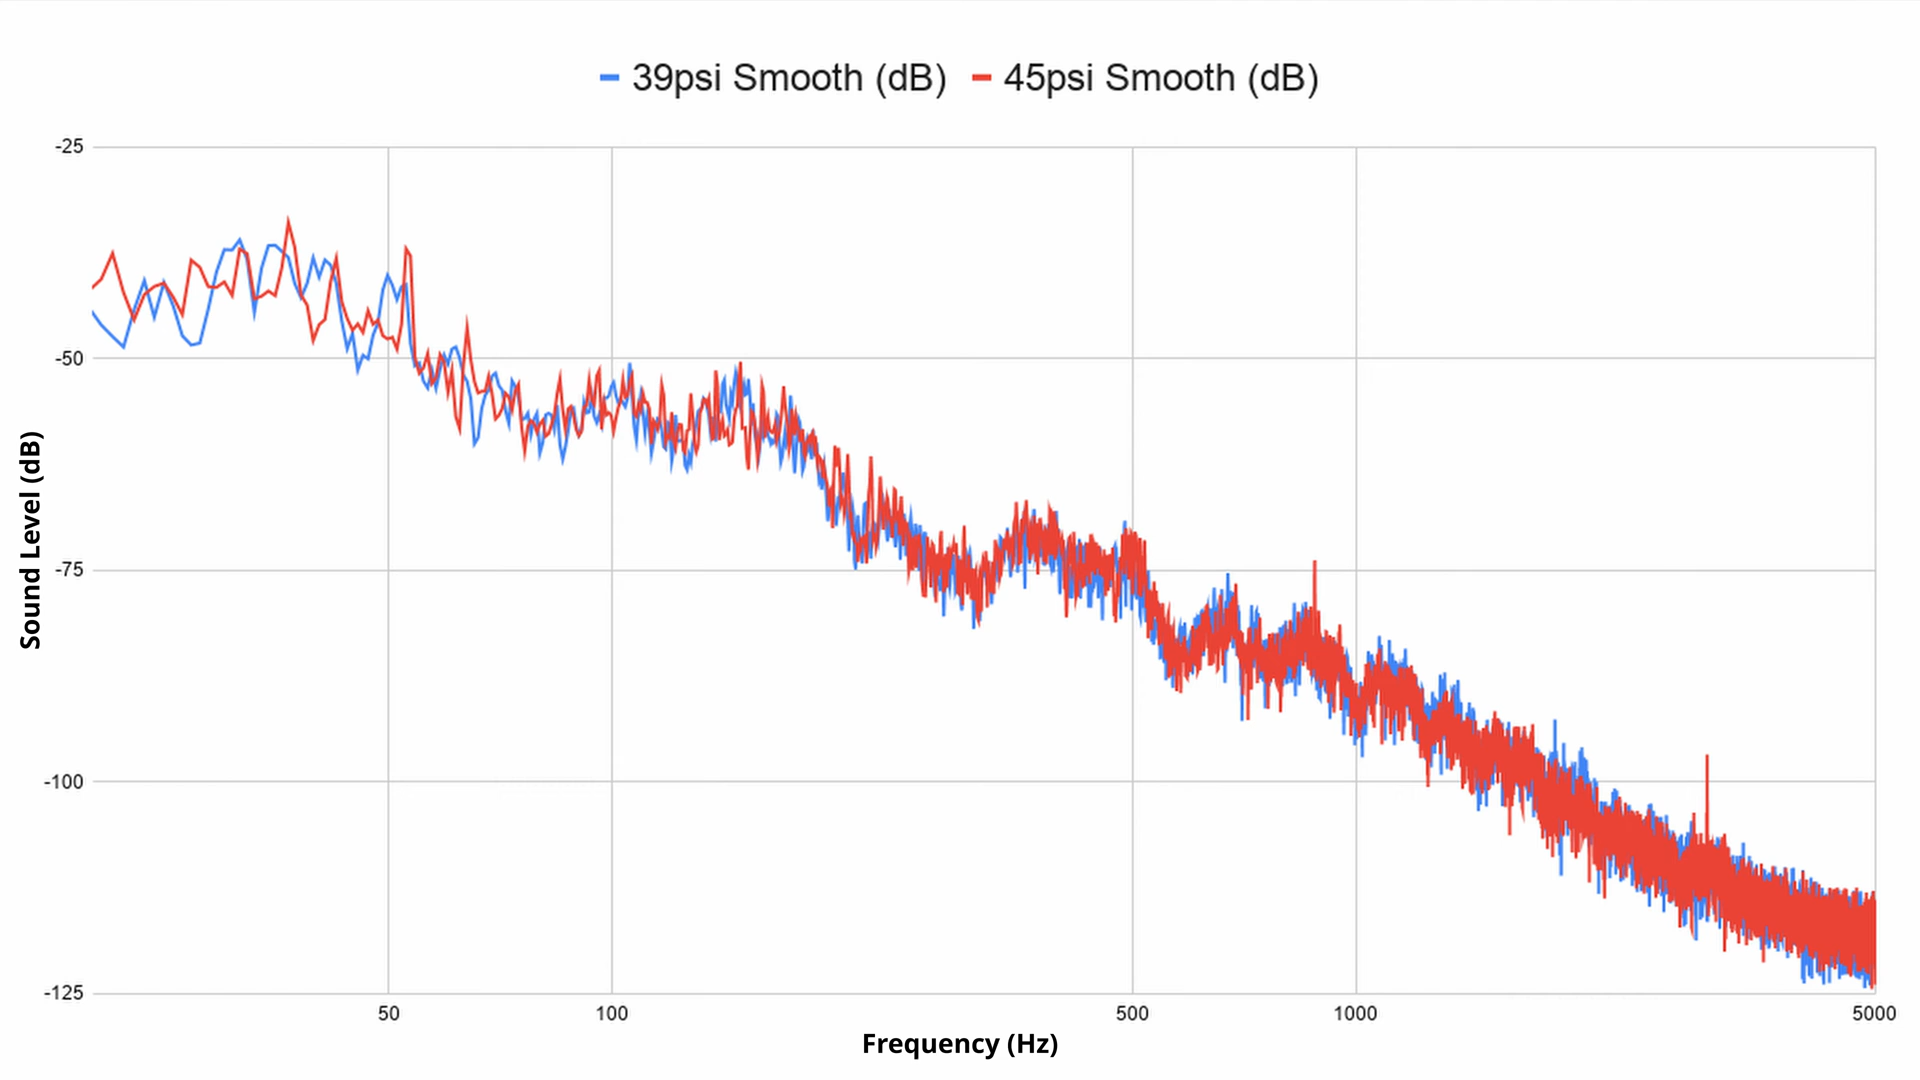 39psi Smooth (dB) 45psi Smooth (dB)
-25
-50
-75
-100
-125
Sound Level (dB)
50 100 500 1000 5000
Frequency (Hz)